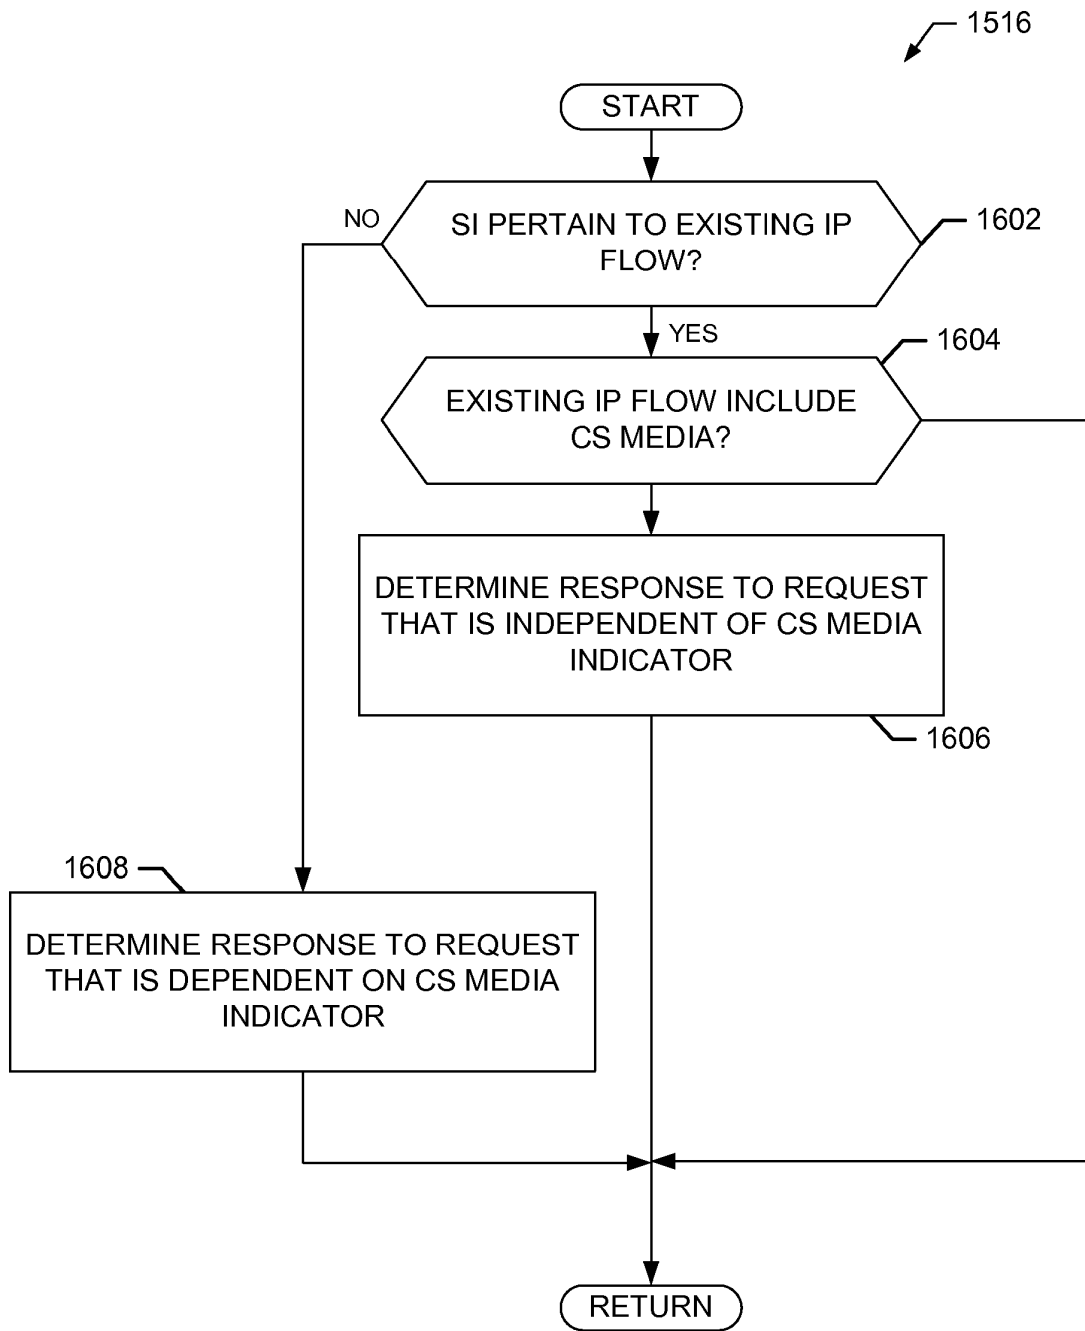 1516
START
NO
SI PERTAIN TO EXISTING IP
FLOW?
1602
YES
1604
EXISTING IP FLOW INCLUDE
CS MEDIA?
DETERMINE RESPONSE TO REQUEST
THAT IS INDEPENDENT OF CS MEDIA
INDICATOR
1606
1608
DETERMINE RESPONSE TO REQUEST
THAT IS DEPENDENT ON CS MEDIA
INDICATOR
RETURN